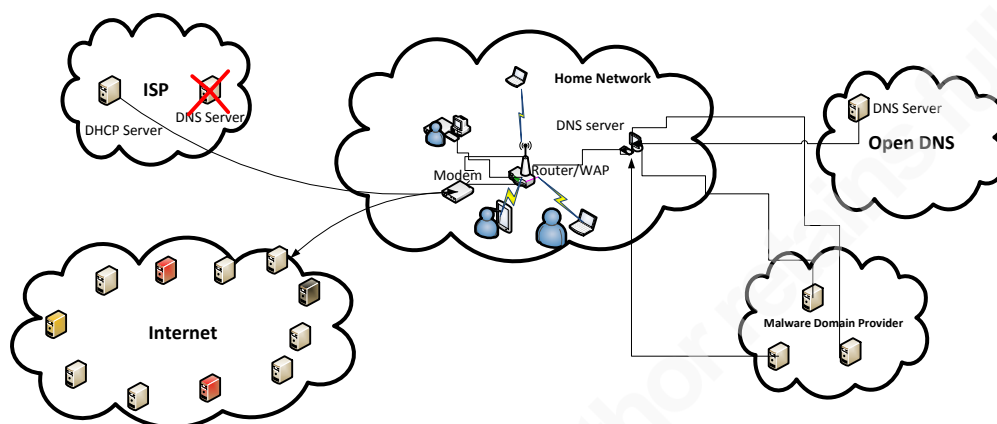 ISP
DHCP Server
DNS Server
Home Network
DNS server
Modem
Router/WAP
DNS Server
Open DNS
Internet
Malware Domain Provider